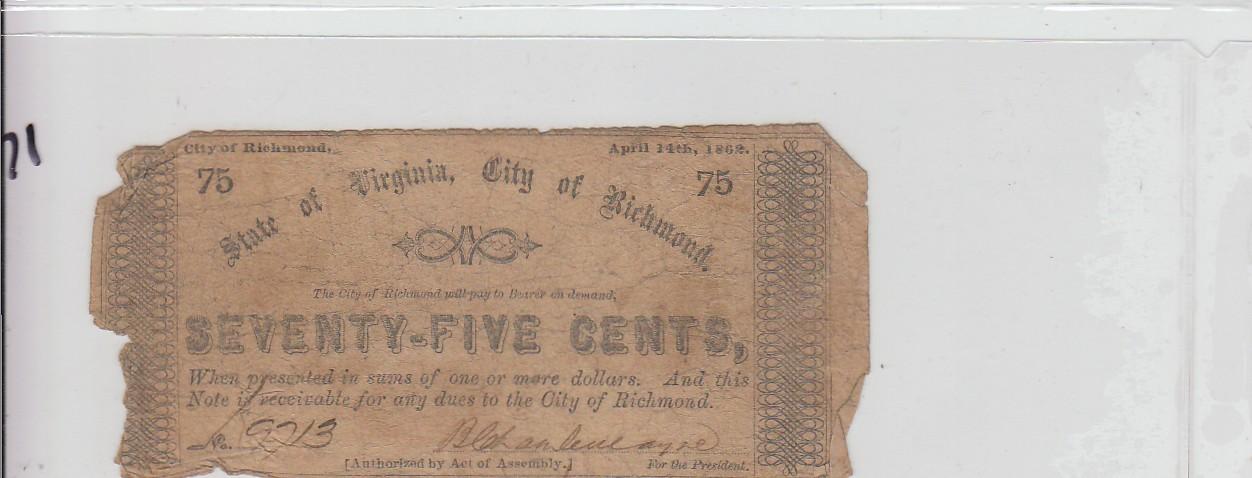 71
City of Richmond, April 14th, 1862.
75 75
State of Virginia, City of Richmond.
The City of Richmond will pay to Bearer on demand,
SEVENTY-FIVE CENTS,
When presented in sums of one or more dollars. And this
Note is receivable for any dues to the City of Richmond.
No. 9713
[Authorized by Act of Assembly.] For the President.